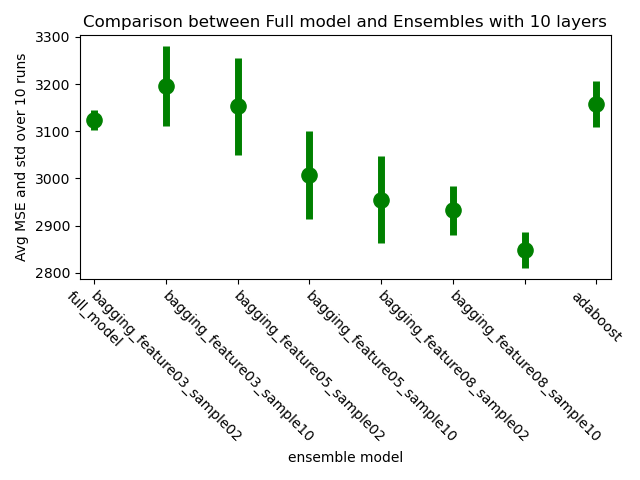 Comparison between Full model and Ensembles with 10 layers
Avg MSE and std over 10 runs
3300
3200
3100
3000
2900
2800
full_model
bagging_feature03_sample02
bagging_feature03_sample10
bagging_feature05_sample02
bagging_feature05_sample10
bagging_feature08_sample02
bagging_feature08_sample10
adaboost
ensemble model